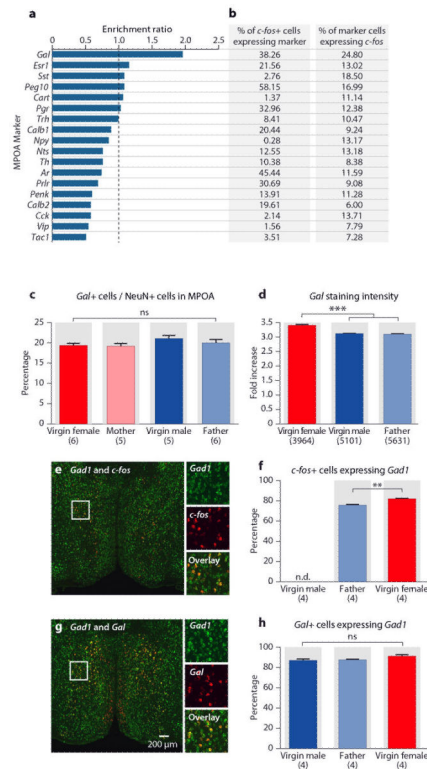 a
b
Enrichment ratio
% of c-fos+ cells expressing marker
% of marker cells expressing c-fos
0 0.5 1.0 1.5 2.0
MPOA Marker
Gal 38.26 24.80
Esr1 21.56 13.02
Sst 2.76 18.50
Peg10 58.15 16.99
Cart 1.37 11.14
Pgr 32.96 12.38
Trh 8.41 10.47
Calb1 20.44 9.24
Npy 0.28 13.17
Nts 12.55 13.18
Th 10.38 8.38
Ar 45.44 11.59
Prlr 30.69 9.08
Penk 13.91 11.28
Calb2 19.61 6.00
Cck 2.14 13.71
Vip 1.56 7.79
Tac1 3.51 7.28
c
Gal+ cells / NeuN+ cells in MPOA
ns
Percentage
25
20
15
10
5
0
Virgin female Mother Virgin male Father
(6) (5) (5) (6)
d
Gal staining intensity
***
Fold increase
3.5
3.0
2.5
2.0
1.5
1.0
0.5
0
Virgin female Virgin male Father
(3964) (5101) (5631)
e
Gad1 and c-fos
Gad1
c-fos
Overlay
f
c-fos+ cells expressing Gad1
**
Percentage
100
80
60
40
20
0
n.d.
Virgin male Father Virgin female
(4) (4) (4)
g
Gad1 and Gal
Gad1
Gal
Overlay
200 µm
h
Gal+ cells expressing Gad1
ns
Percentage
100
80
60
40
20
0
Virgin male Father Virgin female
(4) (4) (4)